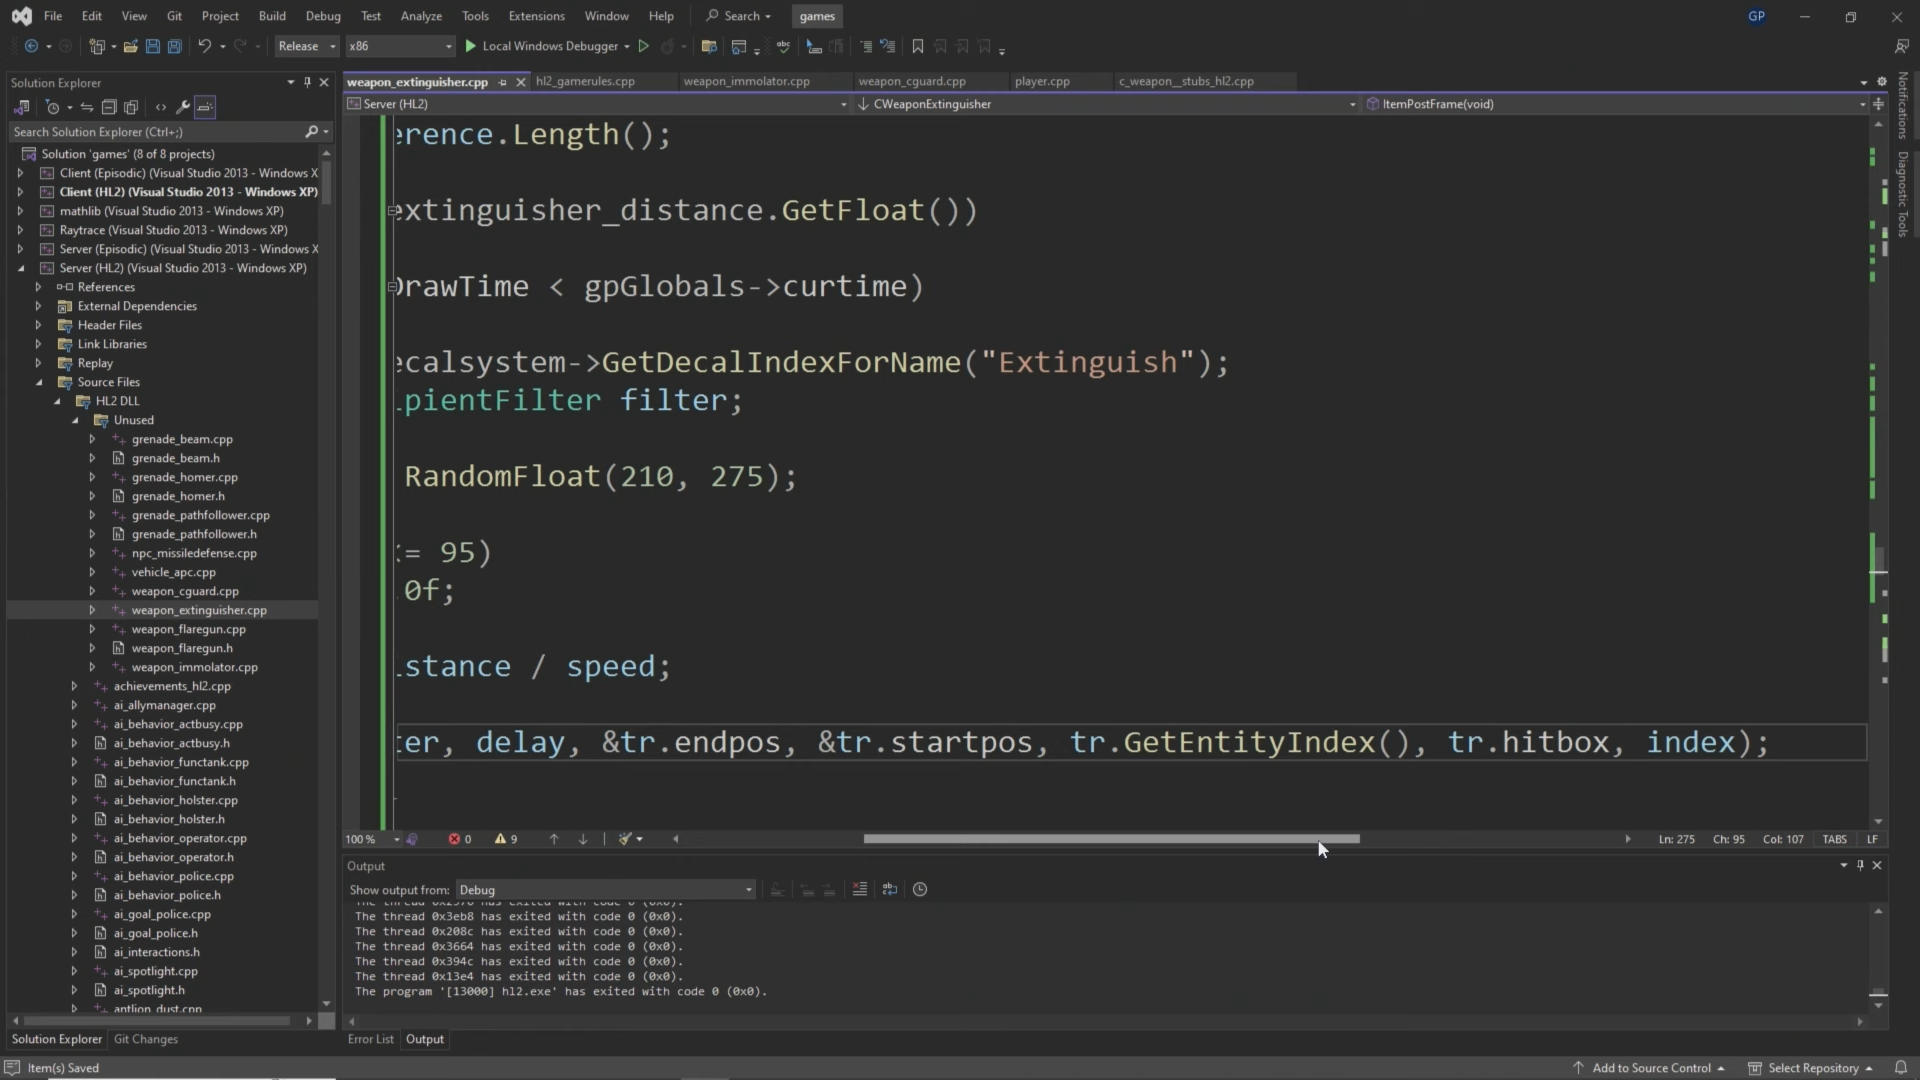 File Edit View Git Project Build Debug Test Analyze Tools Extensions Window Help Search games GP
Release x86 Local Windows Debugger
Solution Explorer
Search Solution Explorer (Ctrl+;)
Solution 'games' (8 of 8 projects)
Client (Episodic) (Visual Studio 2013 - Windows X
Client (HL2) (Visual Studio 2013 - Windows XP)
mathlib (Visual Studio 2013 - Windows XP)
Raytrace (Visual Studio 2013 - Windows XP)
Server (Episodic) (Visual Studio 2013 - Windows X
Server (HL2) (Visual Studio 2013 - Windows XP)
References
External Dependencies
Header Files
Link Libraries
Replay
Source Files
HL2 DLL
Unused
grenade_beam.cpp
grenade_beam.h
grenade_homer.cpp
grenade_homer.h
grenade_pathfollower.cpp
grenade_pathfollower.h
npc_missiledefense.cpp
vehicle_apc.cpp
weapon_cguard.cpp
weapon_extinguisher.cpp
weapon_flaregun.cpp
weapon_flaregun.h
weapon_immolator.cpp
achievements_hl2.cpp
ai_allymanager.cpp
ai_behavior_actbusy.cpp
ai_behavior_actbusy.h
ai_behavior_functank.cpp
ai_behavior_functank.h
ai_behavior_holster.cpp
ai_behavior_holster.h
ai_behavior_operator.cpp
ai_behavior_operator.h
ai_behavior_police.cpp
ai_behavior_police.h
ai_goal_police.cpp
ai_goal_police.h
ai_interactions.h
ai_spotlight.cpp
ai_spotlight.h
antlion_dust.cpp
Solution Explorer Git Changes
weapon_extinguisher.cpp hl2_gamerules.cpp weapon_immolator.cpp weapon_cguard.cpp player.cpp c_weapon__stubs_hl2.cpp
Server (HL2) CWeaponExtinguisher ItemPostFrame(void)
erence.Length();
extinguisher_distance.GetFloat())
DrawTime < gpGlobals->curtime)
ecalsystem->GetDecalIndexForName("Extinguish");
ipientFilter filter;
RandomFloat(210, 275);
<= 95)
.0f;
istance / speed;
ter, delay, &tr.endpos, &tr.startpos, tr.GetEntityIndex(), tr.hitbox, index);
100 % 0 9 Ln: 275 Ch: 95 Col: 107 TABS LF
Output
Show output from: Debug
The thread 0x3eb8 has exited with code 0 (0x0).
The thread 0x208c has exited with code 0 (0x0).
The thread 0x3664 has exited with code 0 (0x0).
The thread 0x394c has exited with code 0 (0x0).
The thread 0x13e4 has exited with code 0 (0x0).
The program '[13000] hl2.exe' has exited with code 0 (0x0).
Error List Output
Notifications
Diagnostic Tools
Item(s) Saved Add to Source Control Select Repository